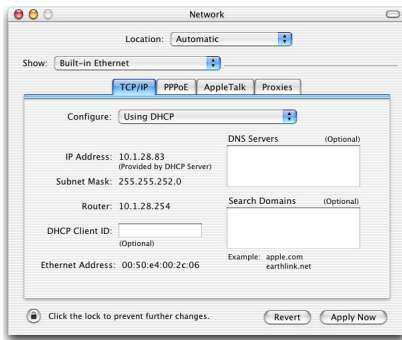 Network
Location: Automatic
Show: Built-in Ethernet
TCP/IP PPPoE AppleTalk Proxies
Configure: Using DHCP
DNS Servers (Optional)
IP Address: 10.1.28.83
(Provided by DHCP Server)
Subnet Mask: 255.255.252.0
Router: 10.1.28.254
Search Domains (Optional)
DHCP Client ID:
(Optional)
Example: apple.com
earthlink.net
Ethernet Address: 00:50:e4:00:2c:06
Click the lock to prevent further changes.
Revert Apply Now